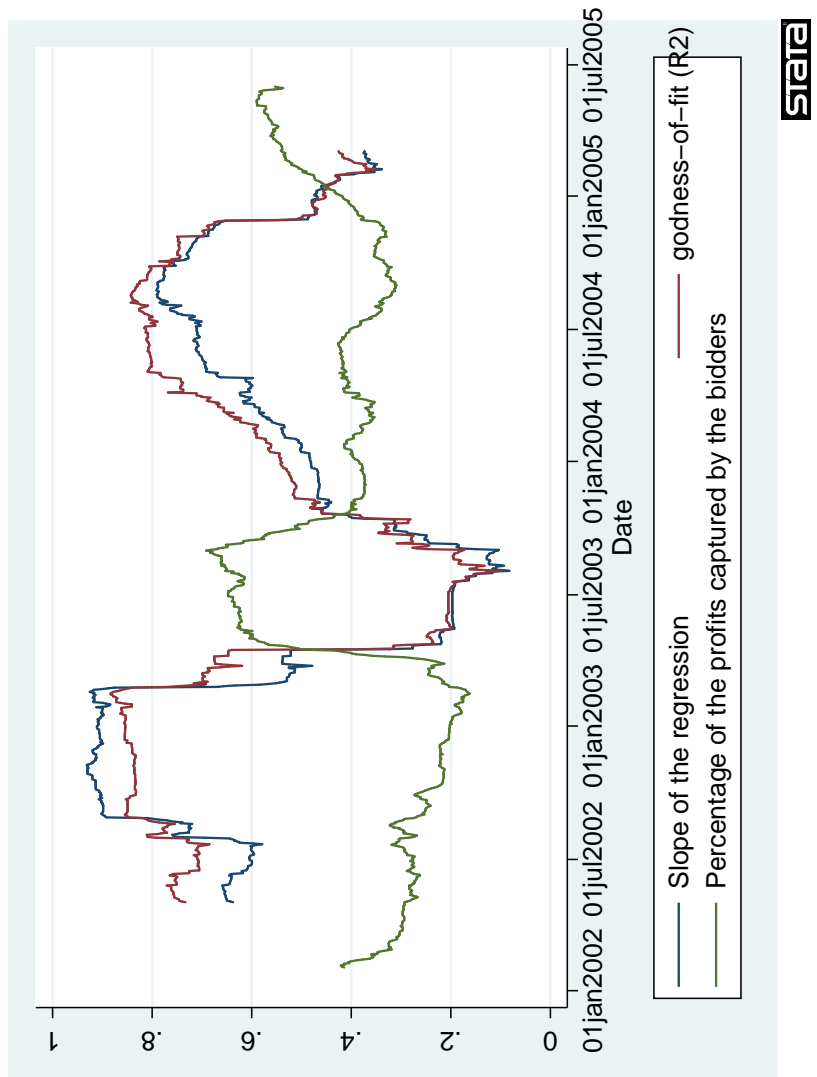 0
.2
.4
.6
.8
1
01jan2002 01jul2002 01jan2003 01jul2003 01jan2004 01jul2004 01jan2005 01jul2005
Date
Slope of the regression godness−of−fit (R2)
Percentage of the profits captured by the bidders
Stata